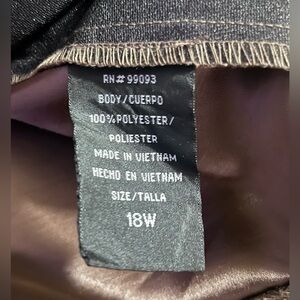 RN# 99093
BODY/CUERPO
100%POLYESTER/
POLIESTER
MADE IN VIETNAM
HECHO EN VIETNAM
SIZE/TALLA
18W